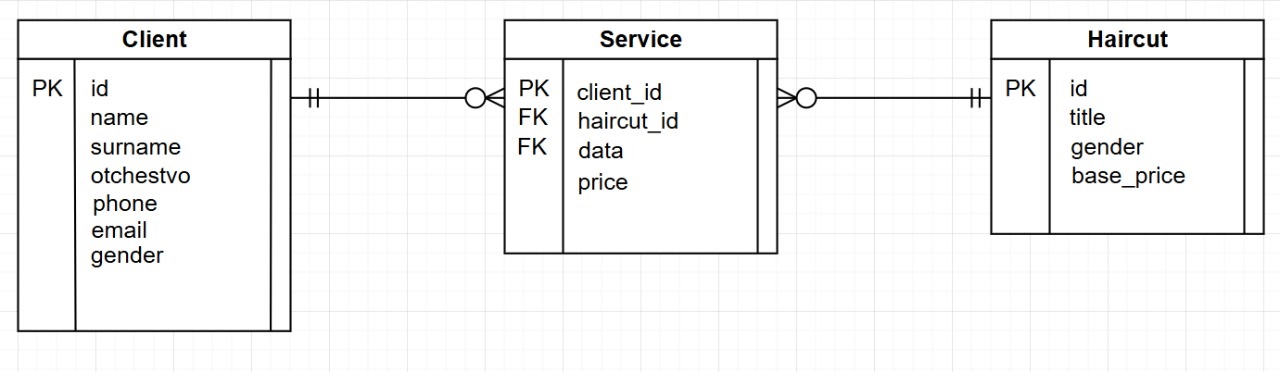 Client
PK id
name
surname
otchestvo
phone
email
gender
Service
PK client_id
FK haircut_id
FK data
price
Haircut
PK id
title
gender
base_price